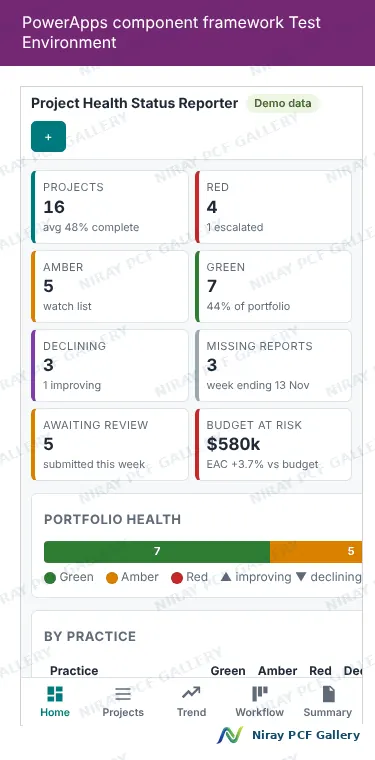 PowerApps component framework Test
Environment
Project Health Status Reporter
Demo data
+
PROJECTS
16
avg 48% complete
RED
4
1 escalated
AMBER
5
watch list
GREEN
7
44% of portfolio
DECLINING
3
1 improving
MISSING REPORTS
3
week ending 13 Nov
AWAITING REVIEW
5
submitted this week
BUDGET AT RISK
$580k
EAC +3.7% vs budget
PORTFOLIO HEALTH
7
5
Green Amber Red ▲ improving ▼ declining
BY PRACTICE
Practice Green Amber Red
Home Projects Trend Workflow Summary
Niray PCF Gallery
NIRAY PCF GALLERY